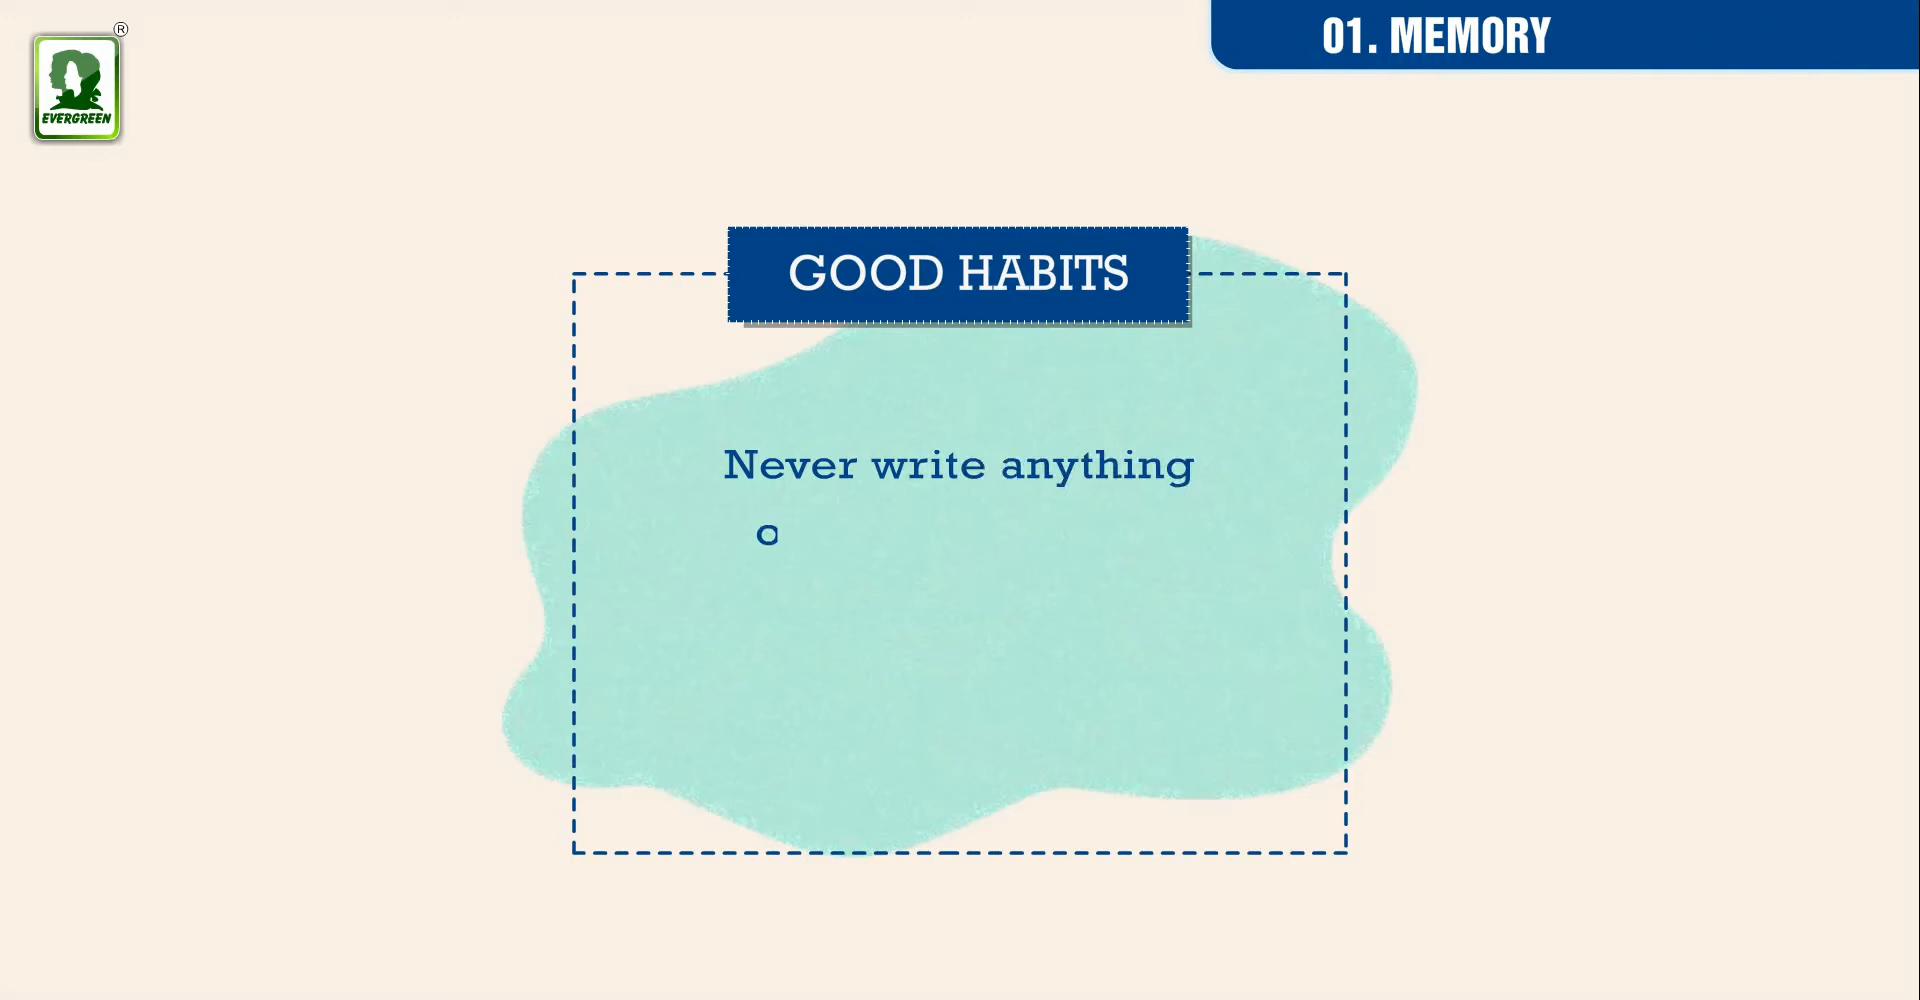 ®
EVERGREEN
01. MEMORY
GOOD HABITS
Never write anything
o